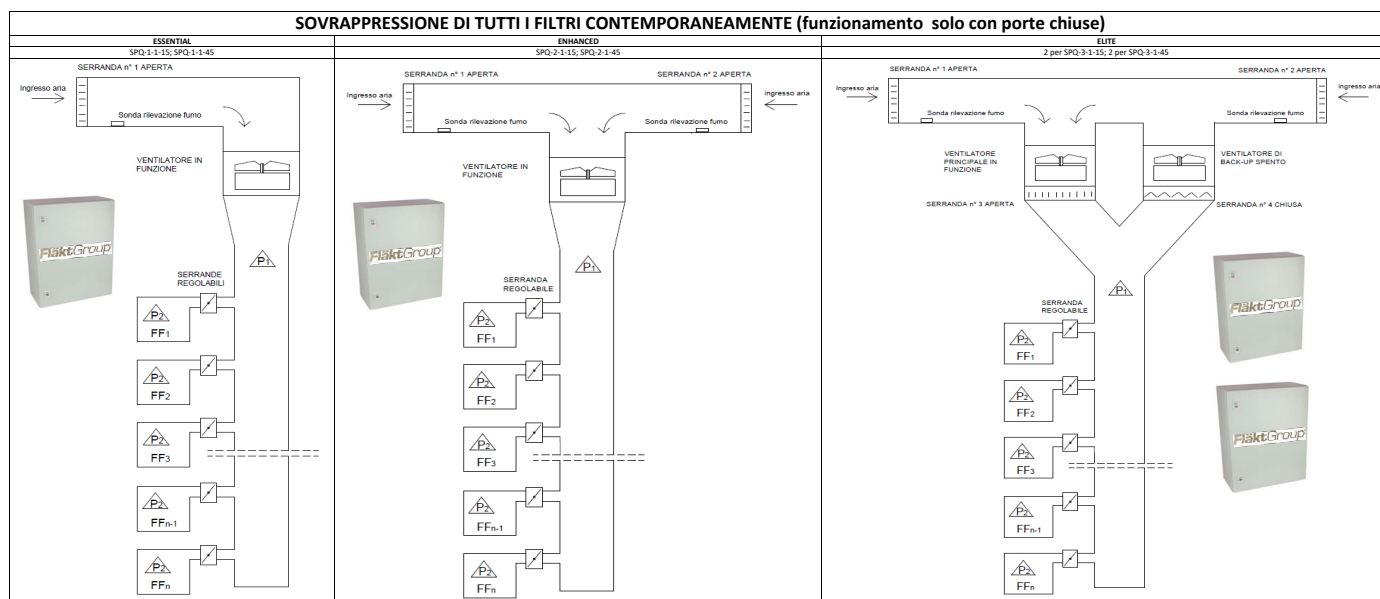 SOVRAPPRESSIONE DI TUTTI I FILTRI CONTEMPORANEAMENTE (funzionamento solo con porte chiuse)
ESSENTIAL
SPQ-1-1-15; SPQ-1-1-45
SERRANDA n° 1 APERTA
Ingresso aria
Sonda rilevazione fumo
VENTILATORE IN
FUNZIONE
FläktGroup
P1
SERRANDE
REGOLABILI
P2
FF1
P2
FF2
P2
FF3
P2
FFn-1
P2
FFn
ENHANCED
SPQ-2-1-15; SPQ-2-1-45
SERRANDA n° 1 APERTA
SERRANDA n° 2 APERTA
Ingresso aria
ingresso aria
Sonda rilevazione fumo
Sonda rilevazione fumo
VENTILATORE IN
FUNZIONE
FläktGroup
P1
SERRANDA
REGOLABILE
P2
FF1
P2
FF2
P2
FF3
P2
FFn-1
P2
FFn
ELITE
2 per SPQ-3-1-15; 2 per SPQ-3-1-45
SERRANDA n° 1 APERTA
SERRANDA n° 2 APERTA
Ingresso aria
ingresso aria
Sonda rilevazione fumo
Sonda rilevazione fumo
VENTILATORE
PRINCIPALE IN
FUNZIONE
VENTILATORE DI
BACK-UP SPENTO
SERRANDA n° 3 APERTA
SERRANDA n° 4 CHIUSA
P1
FläktGroup
SERRANDA
REGOLABILE
P2
FF1
P2
FF2
P2
FF3
P2
FFn-1
P2
FFn
FläktGroup